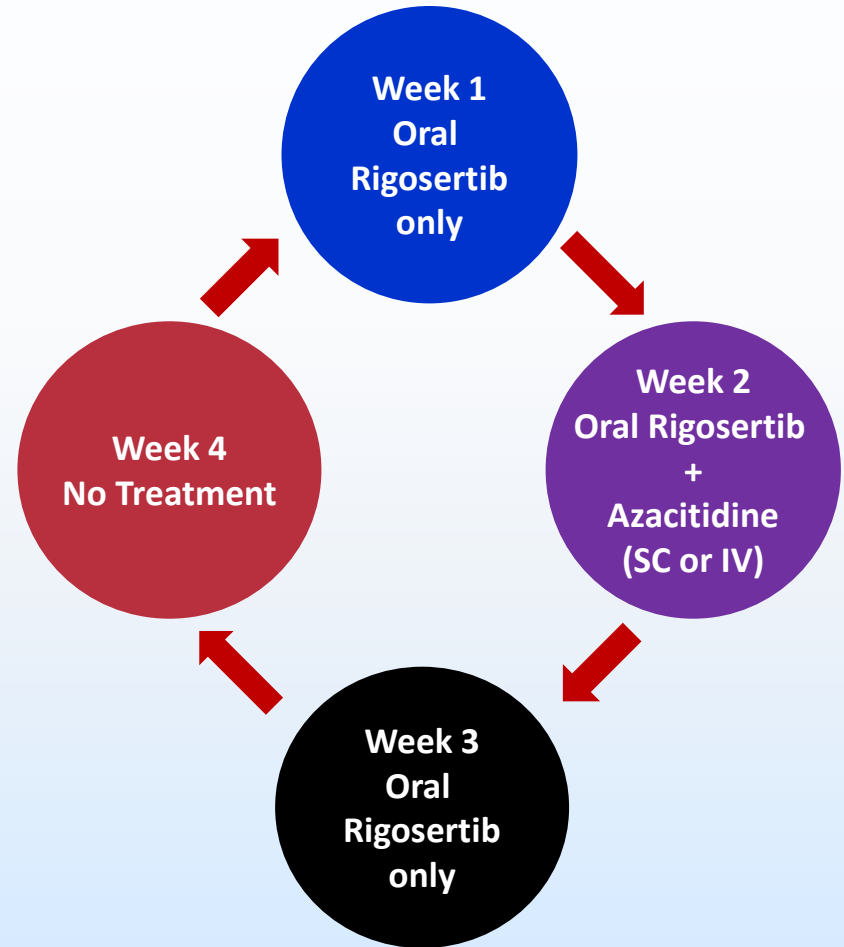 Week 1
Oral
Rigosertib
only
Week 2
Oral Rigosertib
+
Azacitidine
(SC or IV)
Week 3
Oral
Rigosertib
only
Week 4
No Treatment